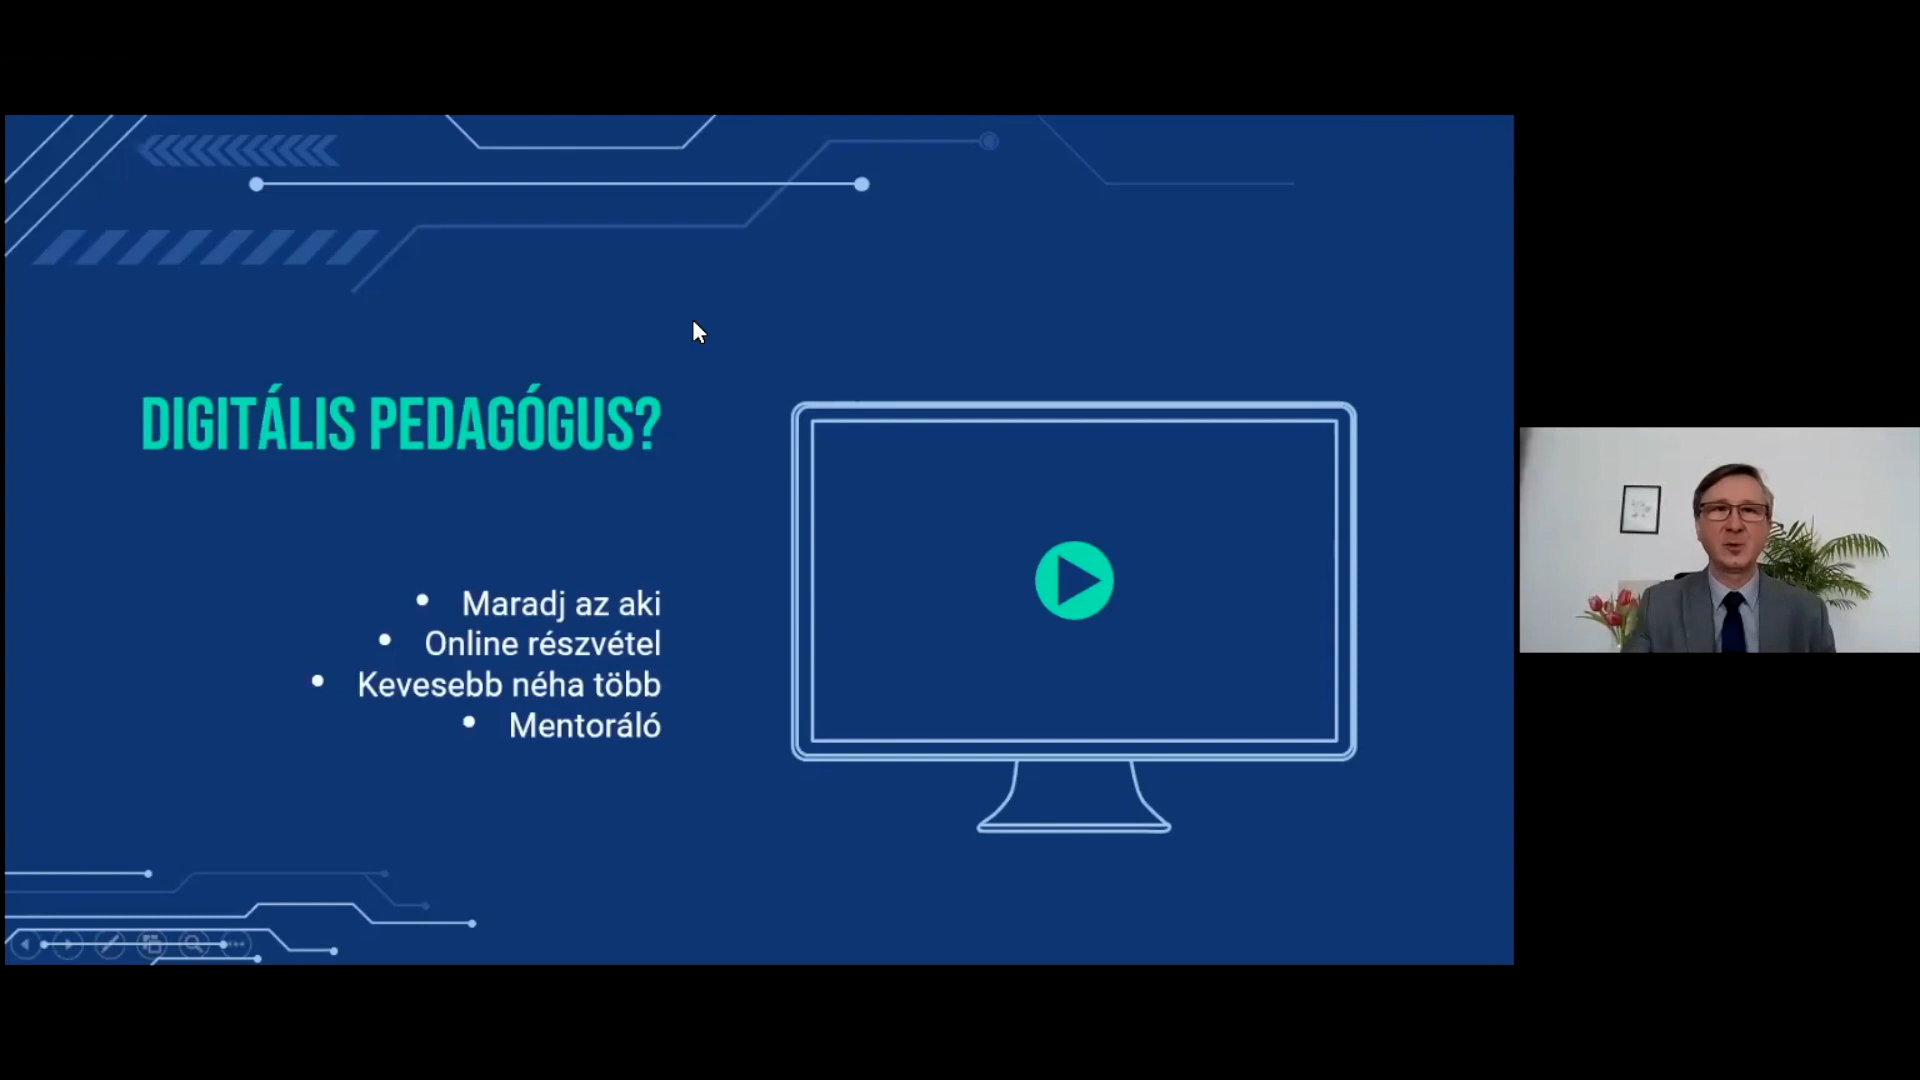 DIGITÁLIS PEDAGÓGUS?
• Maradj az aki
• Online részvétel
• Kevesebb néha több
• Mentoráló